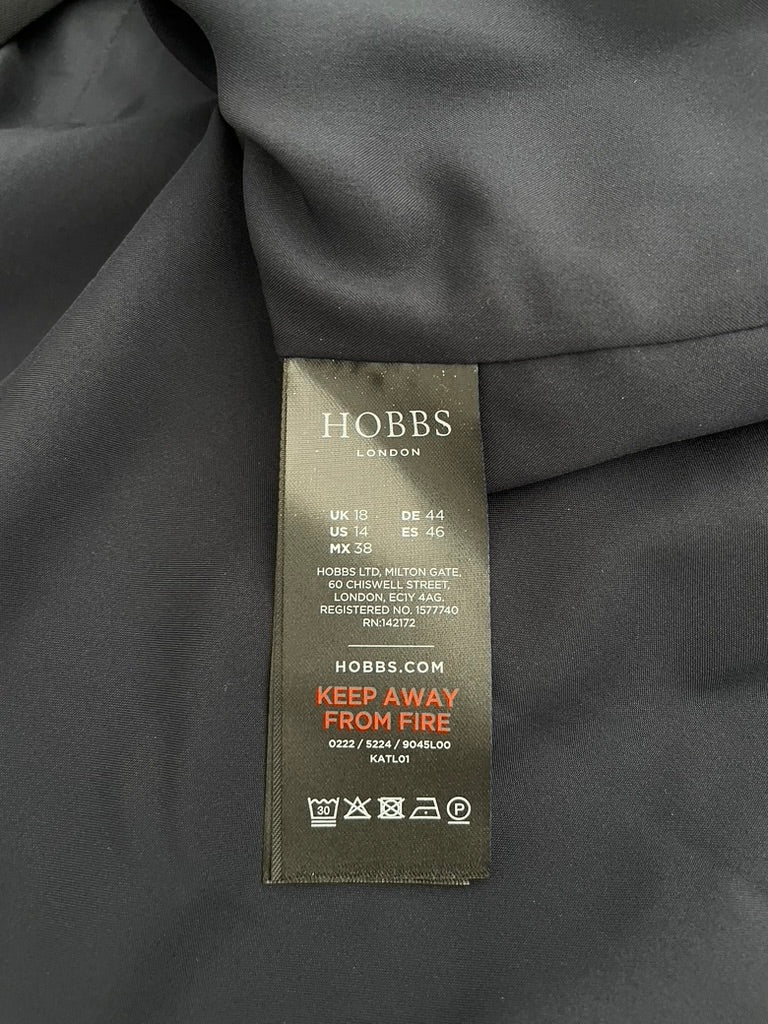 HOBBS
LONDON
UK 18 DE 44
US 14 ES 46
MX 38
HOBBS LTD, MILTON GATE,
60 CHISWELL STREET,
LONDON, EC1Y 4AG.
REGISTERED NO. 1577740
RN:142172
HOBBS.COM
KEEP AWAY
FROM FIRE
0222 / 5224 / 9045L00
KATL01
30 P